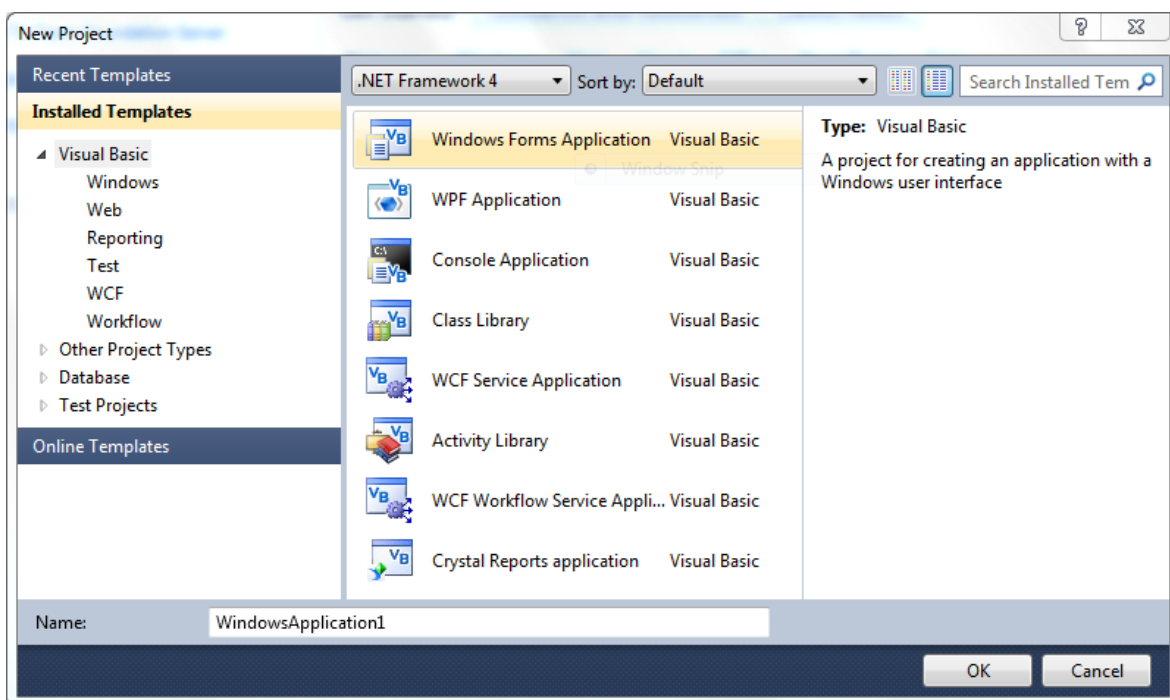 New Project
Recent Templates
Installed Templates
Visual Basic
Windows
Web
Reporting
Test
WCF
Workflow
Other Project Types
Database
Test Projects
Online Templates
.NET Framework 4 Sort by: Default Search Installed Tem
Windows Forms Application Visual Basic
Window Snip
WPF Application Visual Basic
Console Application Visual Basic
Class Library Visual Basic
WCF Service Application Visual Basic
Activity Library Visual Basic
WCF Workflow Service Appli... Visual Basic
Crystal Reports application Visual Basic
Type: Visual Basic
A project for creating an application with a
Windows user interface
Name: WindowsApplication1
OK Cancel